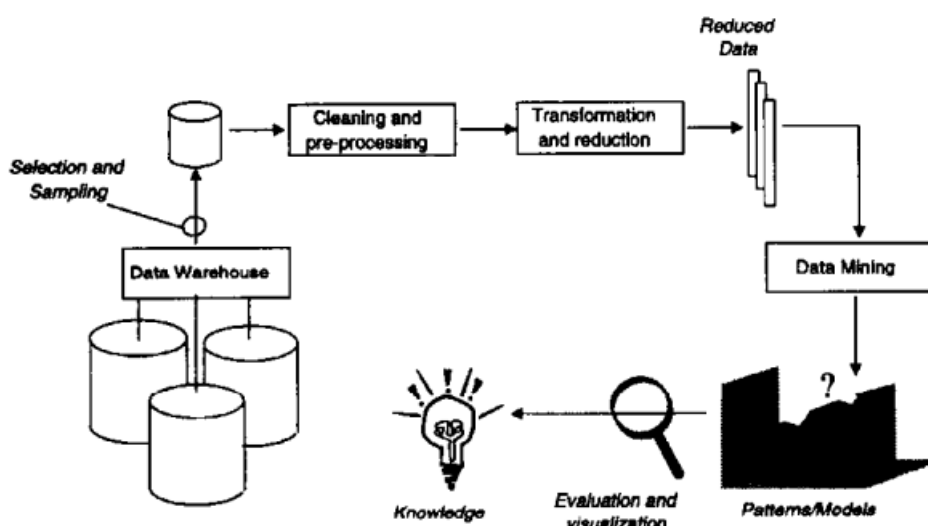 Reduced
Data
Cleaning and
pre-processing
Transformation
and reduction
Selection and
Sampling
Data Warehouse
Data Mining
?
Knowledge
Evaluation and
visualization
Patterns/Models